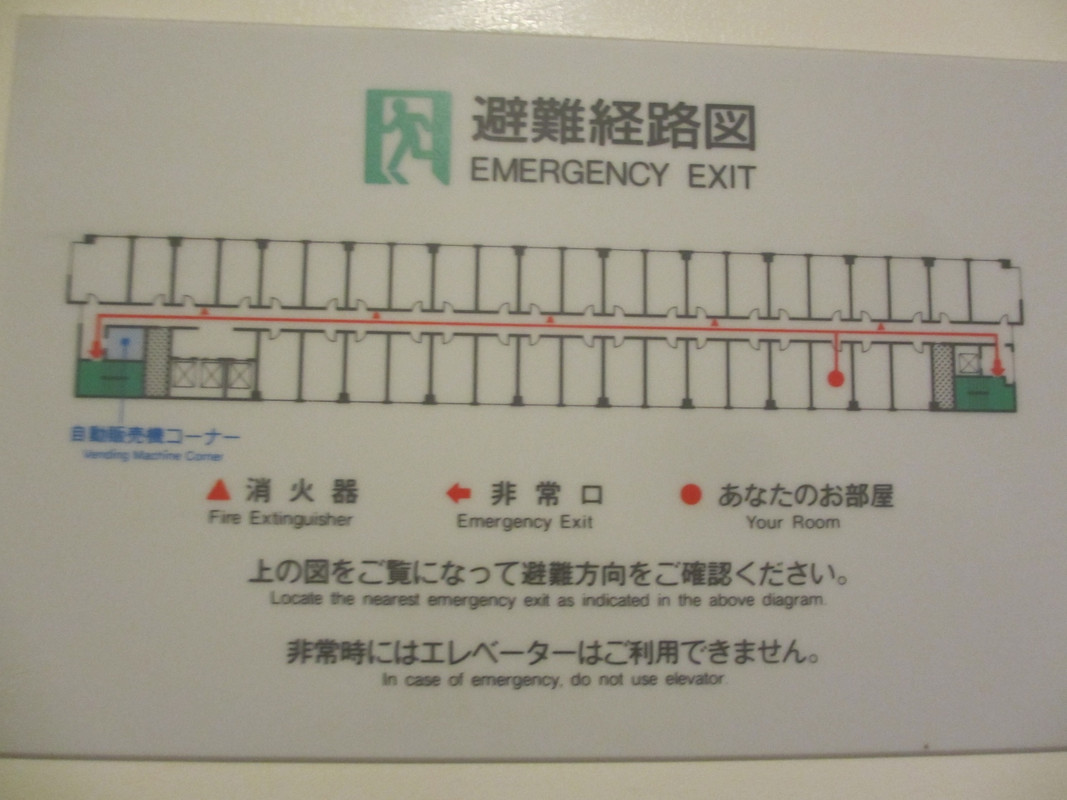 避難経路図
EMERGENCY EXIT
自動販売機コーナー
Vending Machine Corner
消火器
Fire Extinguisher
非常口
Emergency Exit
あなたのお部屋
Your Room
上の図をご覧になって避難方向をご確認ください。
Locate the nearest emergency exit as indicated in the above diagram.
非常時にはエレベーターはご利用できません。
In case of emergency, do not use elevator